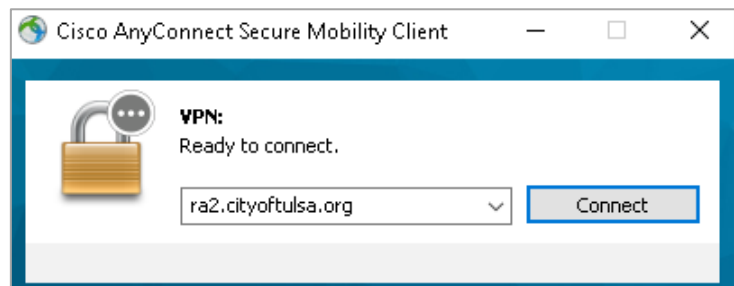 Cisco AnyConnect Secure Mobility Client
VPN:
Ready to connect.
ra2.cityoftulsa.org
Connect